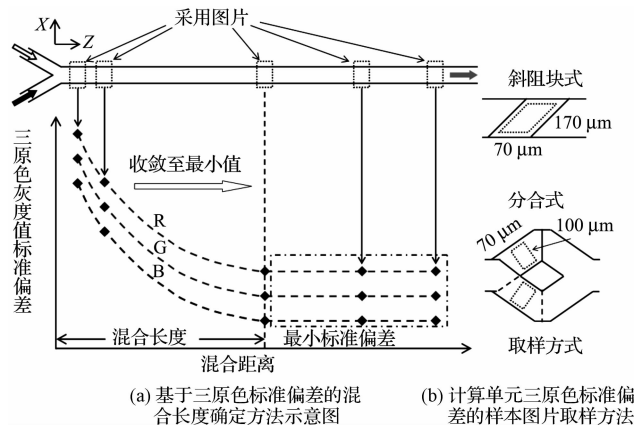 X
Z
采用图片
三原色灰度值标准偏差
收敛至最小值
R
G
B
混合长度
最小标准偏差
混合距离
(a) 基于三原色标准偏差的混
合长度确定方法示意图
斜阻块式
170 μm
70 μm
分合式
70 μm
100 μm
取样方式
(b) 计算单元三原色标准偏
差的样本图片取样方法